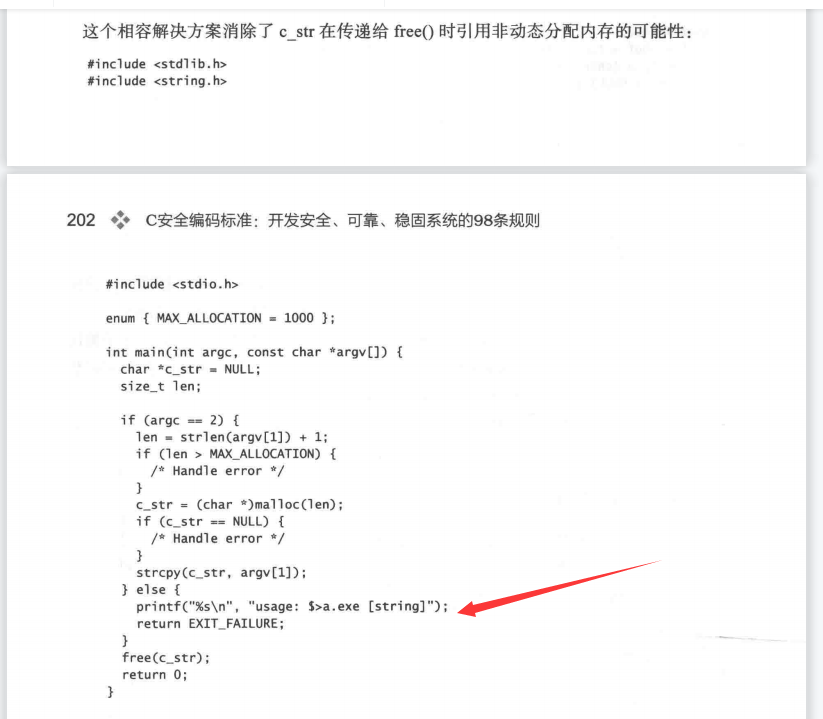 这个相容解决方案消除了 c_str 在传递给 free() 时引用非动态分配内存的可能性：
#include <stdlib.h>
#include <string.h>
202 C安全编码标准：开发安全、可靠、稳固系统的98条规则
#include <stdio.h>
enum { MAX_ALLOCATION = 1000 };
int main(int argc, const char *argv[]) {
  char *c_str = NULL;
  size_t len;
  if (argc == 2) {
    len = strlen(argv[1]) + 1;
    if (len > MAX_ALLOCATION) {
      /* Handle error */
    }
    c_str = (char *)malloc(len);
    if (c_str == NULL) {
      /* Handle error */
    }
    strcpy(c_str, argv[1]);
  } else {
    printf("%s\n", "usage: $>a.exe [string]");
    return EXIT_FAILURE;
  }
  free(c_str);
  return 0;
}